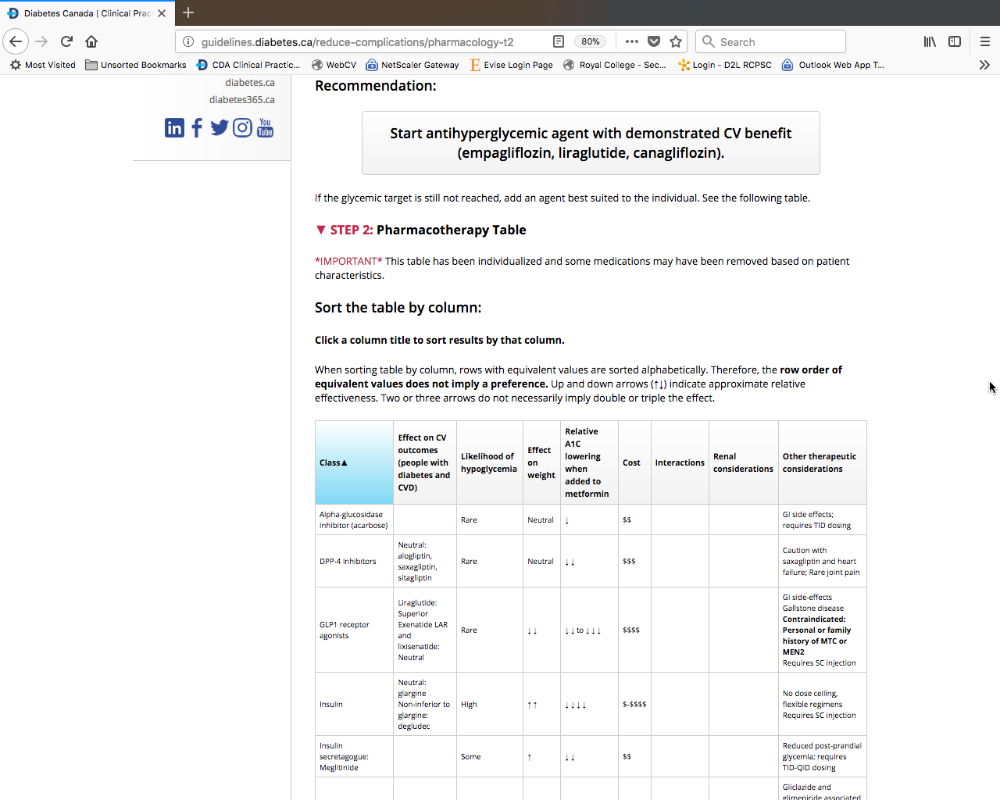 Diabetes Canada | Clinical Prac
guidelines.diabetes.ca/reduce-complications/pharmacology-t2
80%
Search
Most Visited
Unsorted Bookmarks
CDA Clinical Practic...
WebCV
NetScaler Gateway
Evise Login Page
Royal College - Sec...
Login - D2L RCPSC
Outlook Web App T...
diabetes.ca
diabetes365.ca
You
Tube
Recommendation:
Start antihyperglycemic agent with demonstrated CV benefit
(empagliflozin, liraglutide, canagliflozin).
If the glycemic target is still not reached, add an agent best suited to the individual. See the following table.
▼ STEP 2: Pharmacotherapy Table
*IMPORTANT* This table has been individualized and some medications may have been removed based on patient
characteristics.
Sort the table by column:
Click a column title to sort results by that column.
When sorting table by column, rows with equivalent values are sorted alphabetically. Therefore, the row order of
equivalent values does not imply a preference. Up and down arrows (↑↓) indicate approximate relative
effectiveness. Two or three arrows do not necessarily imply double or triple the effect.
Class▲
Effect on CV
outcomes
(people with
diabetes and
CVD)
Likelihood of
hypoglycemia
Effect
on
weight
Relative
A1C
lowering
when
added to
metformin
Cost
Interactions
Renal
considerations
Other therapeutic
considerations
Alpha-glucosidase
inhibitor (acarbose)
Rare
Neutral
↓
$$
GI side effects;
requires TID dosing
DPP-4 Inhibitors
Neutral:
alogliptin,
saxagliptin,
sitagliptin
Rare
Neutral
↓↓
$$$
Caution with
saxagliptin and heart
failure; Rare joint pain
GLP1 receptor
agonists
Liraglutide:
Superior
Exenatide LAR
and
lixisenatide:
Neutral
Rare
↓↓
↓↓ to ↓↓↓
$$$$
GI side-effects
Gallstone disease
Contraindicated:
Personal or family
history of MTC or
MEN2
Requires SC injection
Insulin
Neutral:
glargine
Non-inferior to
glargine:
degludec
High
↑↑
↓↓↓↓
$-$$$$
No dose ceiling,
flexible regimens
Requires SC injection
Insulin
secretagogue:
Meglitinide
Some
↑
↓↓
$$
Reduced post-prandial
glycemia; requires
TID-QID dosing
Gliclazide and
glimepiride associated